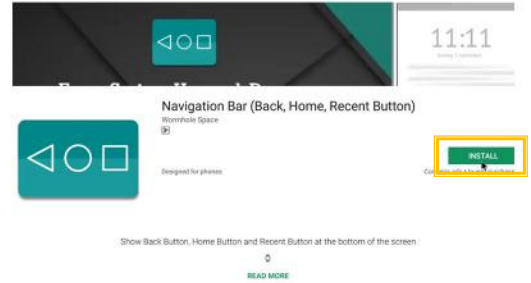 11:11
Navigation Bar (Back, Home, Recent Button)
Wormhole Space
INSTALL
Designed for phones
Show Back Button, Home Button and Recent Button at the bottom of the screen
READ MORE